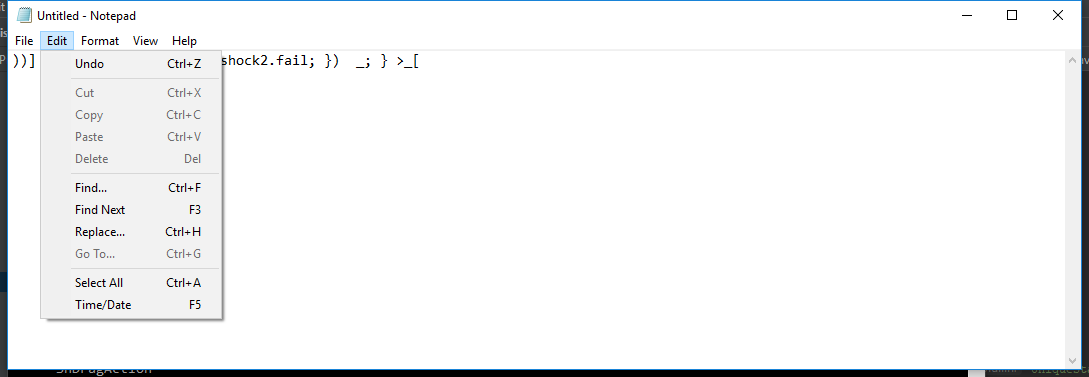 Untitled - Notepad
File Edit Format View Help
))] shock2.fail; })  _; } >_[
Undo Ctrl+Z
Cut Ctrl+X
Copy Ctrl+C
Paste Ctrl+V
Delete Del
Find... Ctrl+F
Find Next F3
Replace... Ctrl+H
Go To... Ctrl+G
Select All Ctrl+A
Time/Date F5